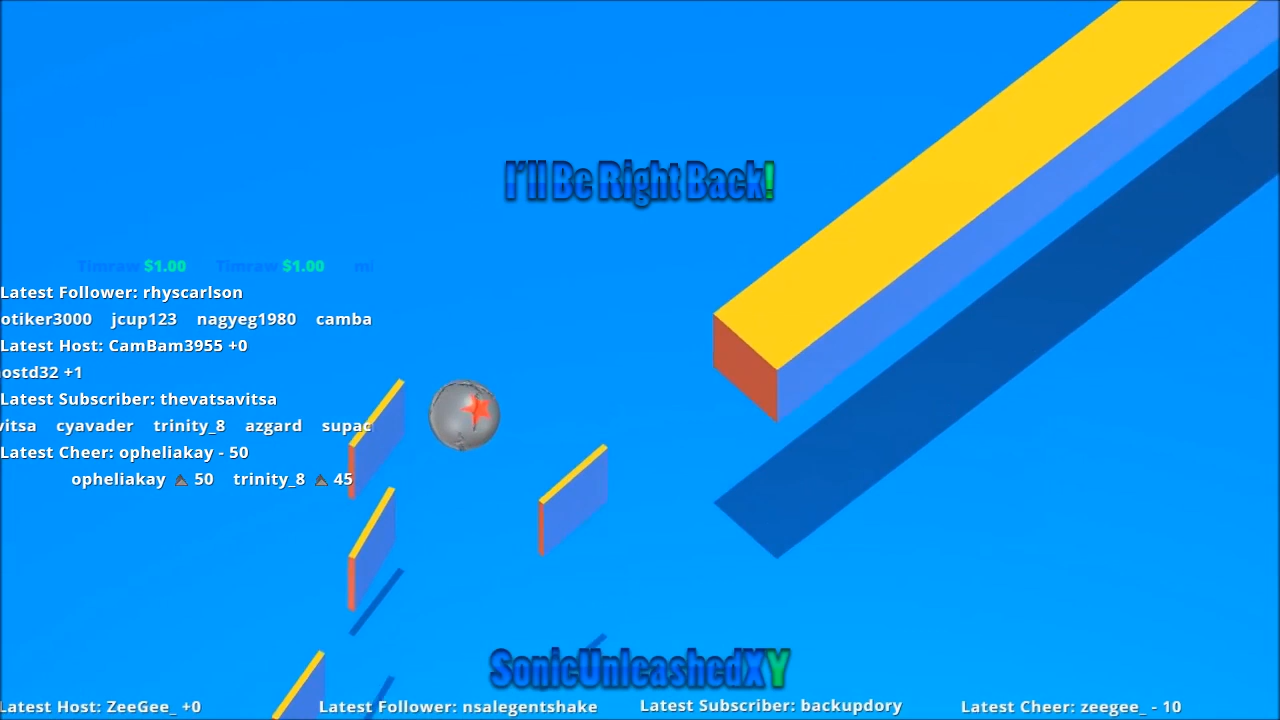 I'll Be Right Back!
Timraw $1.00 Timraw $1.00 mi
Latest Follower: rhyscarlson
otiker3000 jcup123 nagyeg1980 camba
Latest Host: CamBam3955 +0
ostd32 +1
Latest Subscriber: thevatsavitsa
vitsa cyavader trinity_8 azgard supac
Latest Cheer: opheliakay - 50
opheliakay 50 trinity_8 45
SonicUnleashedXY
Latest Host: ZeeGee_ +0 Latest Follower: nsalegentshake Latest Subscriber: backupdory Latest Cheer: zeegee_ - 10